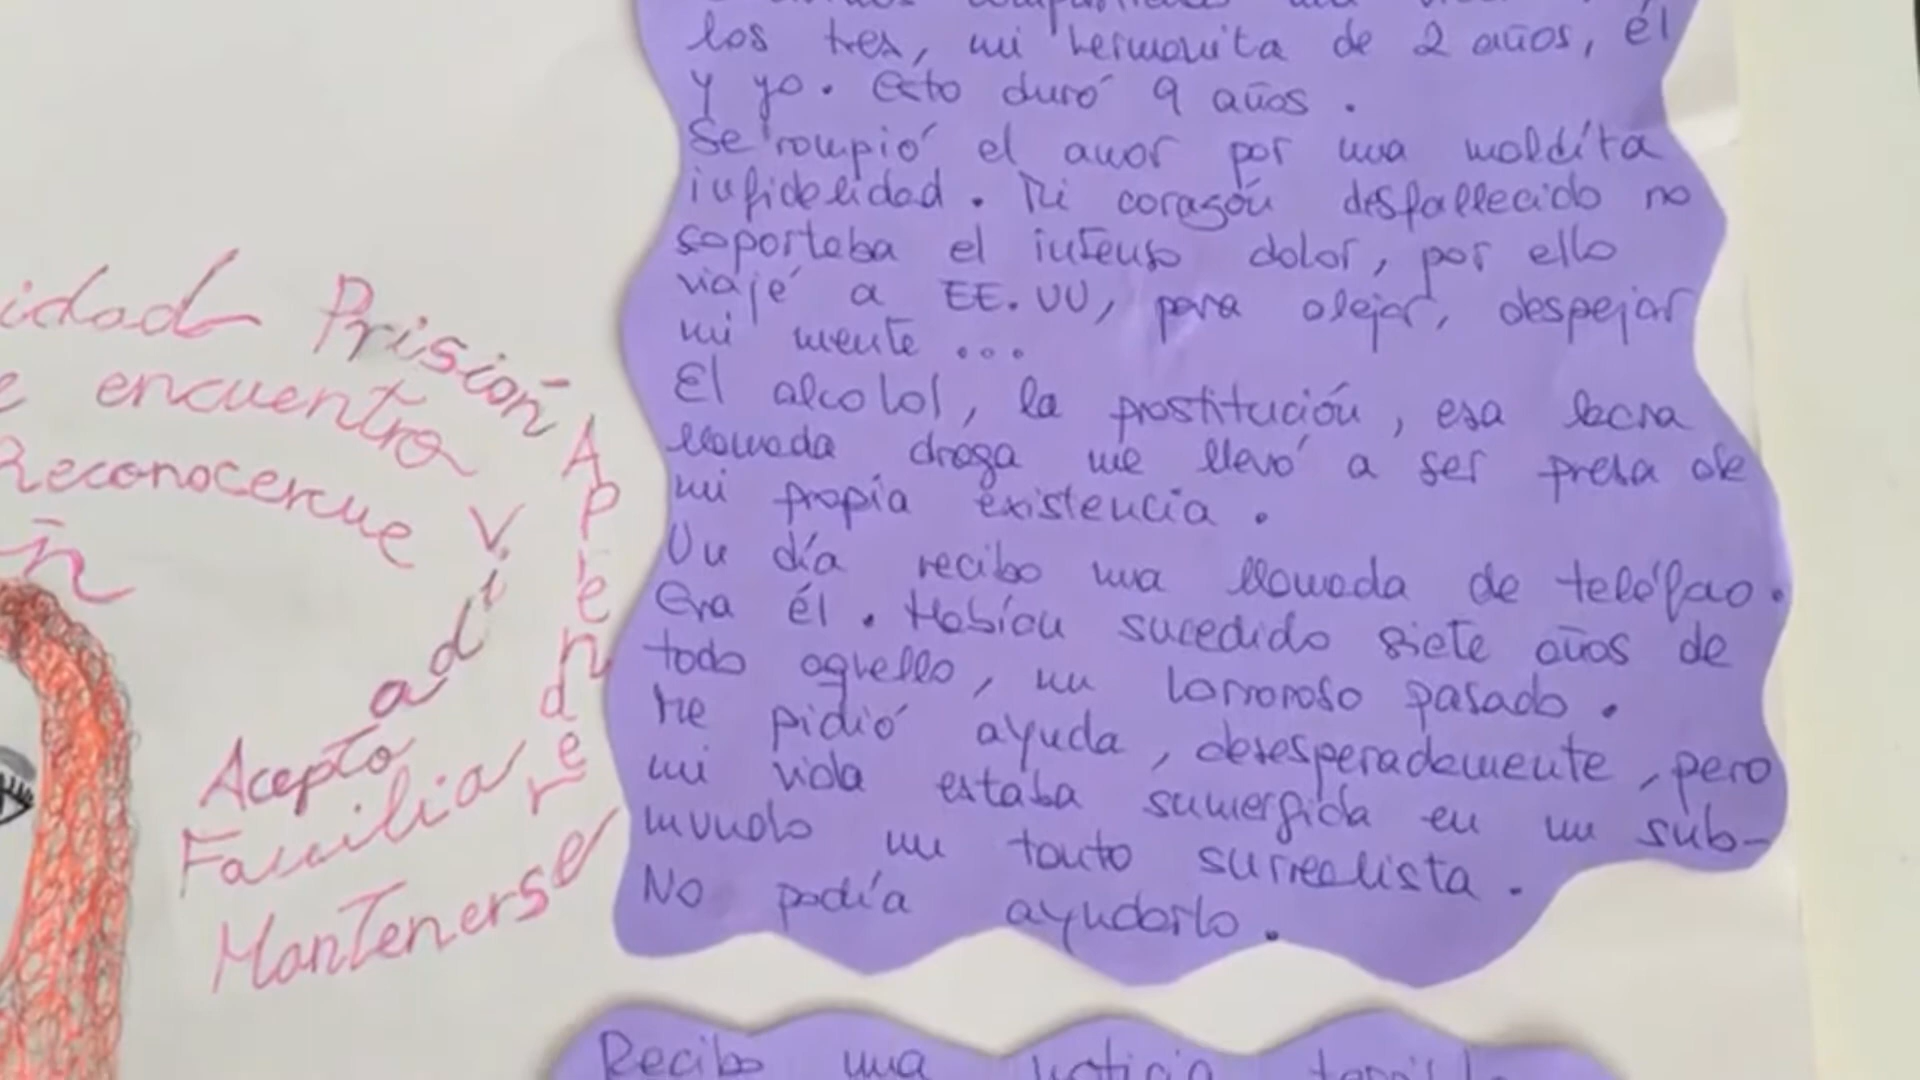 los tres, mi hermanita de 2 años, él
y yo. Esto duró 9 años.
Se rompió el amor por una maldita
infidelidad. Mi corazón desfallecido no
soportaba el intenso dolor, por ello
viajé a EE.UU, para alejar, despejar
mi mente ...
El alcohol, la prostitución, esa lacra
llamada droga me llevó a ser presa de
mi propia existencia.
Un día recibo una llamada de teléfono.
Era él. Habían sucedido siete años de
todo aquello, un horroroso pasado.
Me pidió ayuda, desesperadamente, pero
mi vida estaba sumergida en un sub-
mundo un tanto surrealista.
No podía ayudarlo.
Recibo una noticia
idad Prisión
encuentro
Reconocerme
Aprender
Vida
Acepto
Familia
Mantenerse